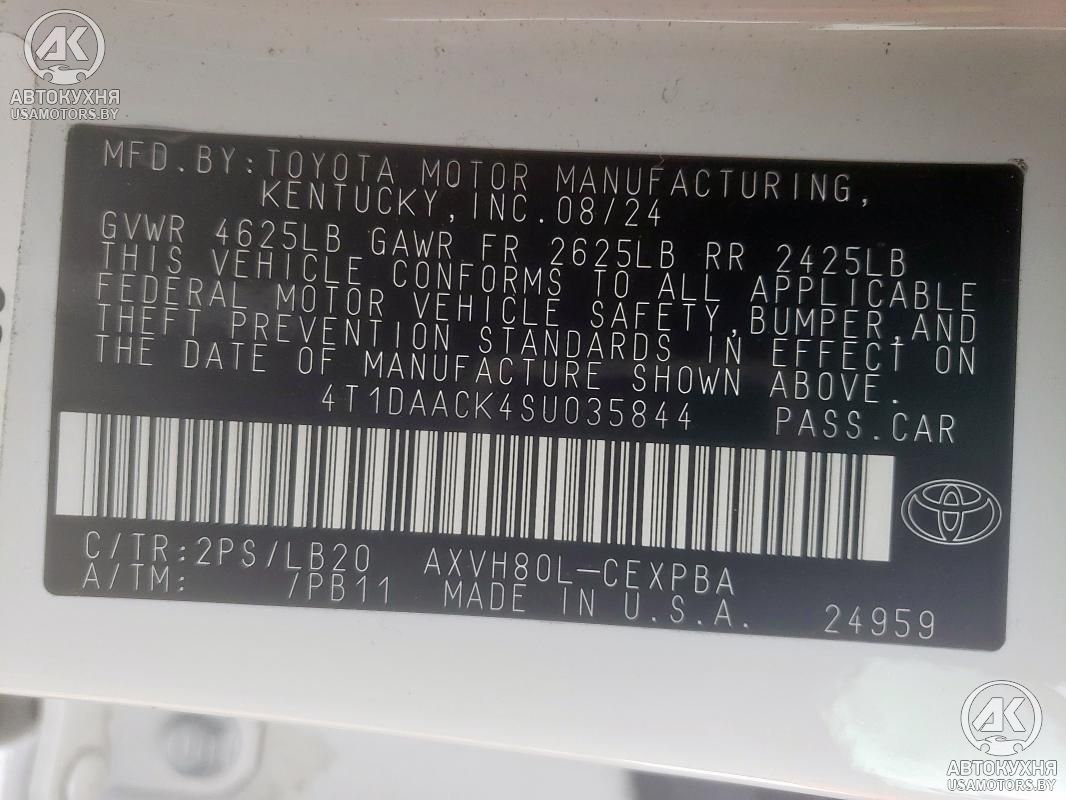 AK
АВТОКУХНЯ
USAMOTORS.BY
MFD.BY:TOYOTA MOTOR MANUFACTURING,
KENTUCKY,INC.08/24
GVWR 4625LB GAWR FR 2625LB RR 2425LB
THIS VEHICLE CONFORMS TO ALL APPLICABLE
FEDERAL MOTOR VEHICLE SAFETY,BUMPER,AND
THEFT PREVENTION STANDARDS IN EFFECT ON
THE DATE OF MANUFACTURE SHOWN ABOVE.
4T1DAACK4SU035844 PASS.CAR
C/TR:2PS/LB20 AXVH80L-CEXPBA
A/TM: /PB11 MADE IN U.S.A. 24959
AK
АВТОКУХНЯ
USAMOTORS.BY